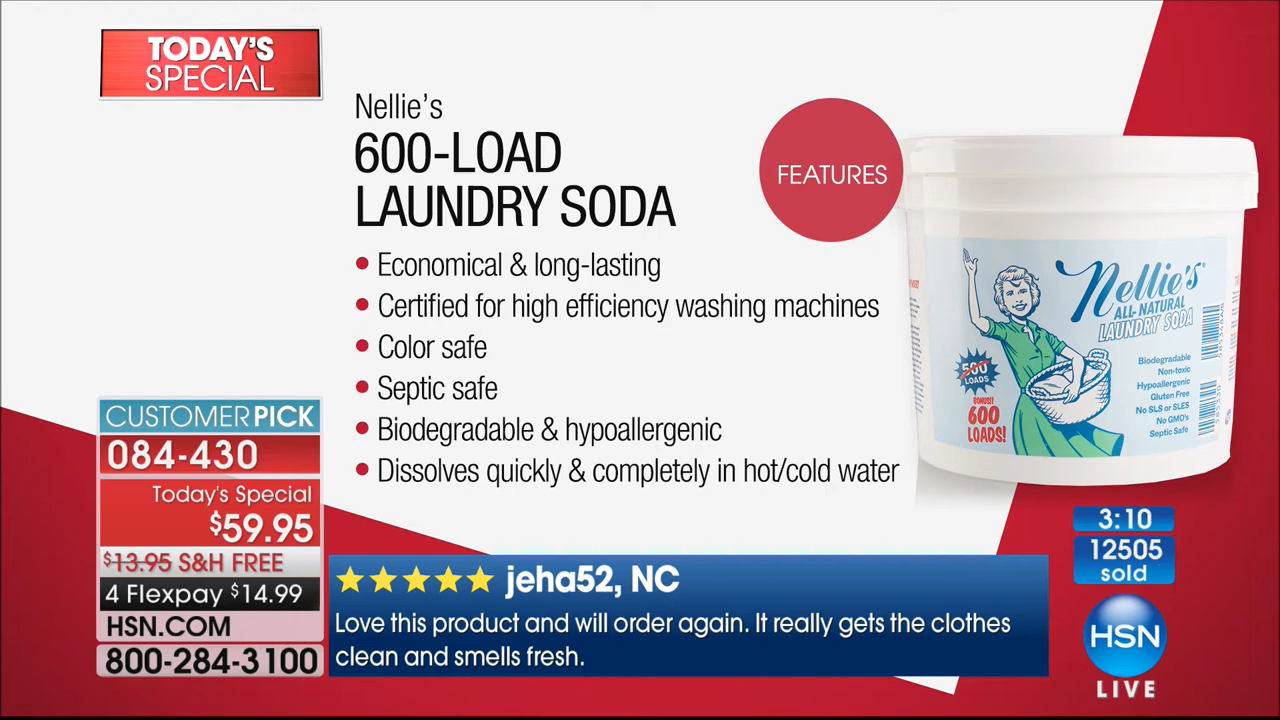 TODAY'S
SPECIAL
Nellie's
600-LOAD
LAUNDRY SODA
FEATURES
• Economical & long-lasting
• Certified for high efficiency washing machines
• Color safe
• Septic safe
• Biodegradable & hypoallergenic
• Dissolves quickly & completely in hot/cold water
Nellie's®
ALL-NATURAL
LAUNDRY SODA
Biodegradable
Non-toxic
Hypoallergenic
Gluten Free
No SLS or SLES
No GMO's
Septic Safe
500
LOADS
BONUS!!
600
LOADS!
CUSTOMER PICK
084-430
Today's Special
$59.95
$13.95 S&H FREE
4 Flexpay $14.99
HSN.COM
800-284-3100
jeha52, NC
Love this product and will order again. It really gets the clothes
clean and smells fresh.
3:10
12505
sold
HSN
LIVE